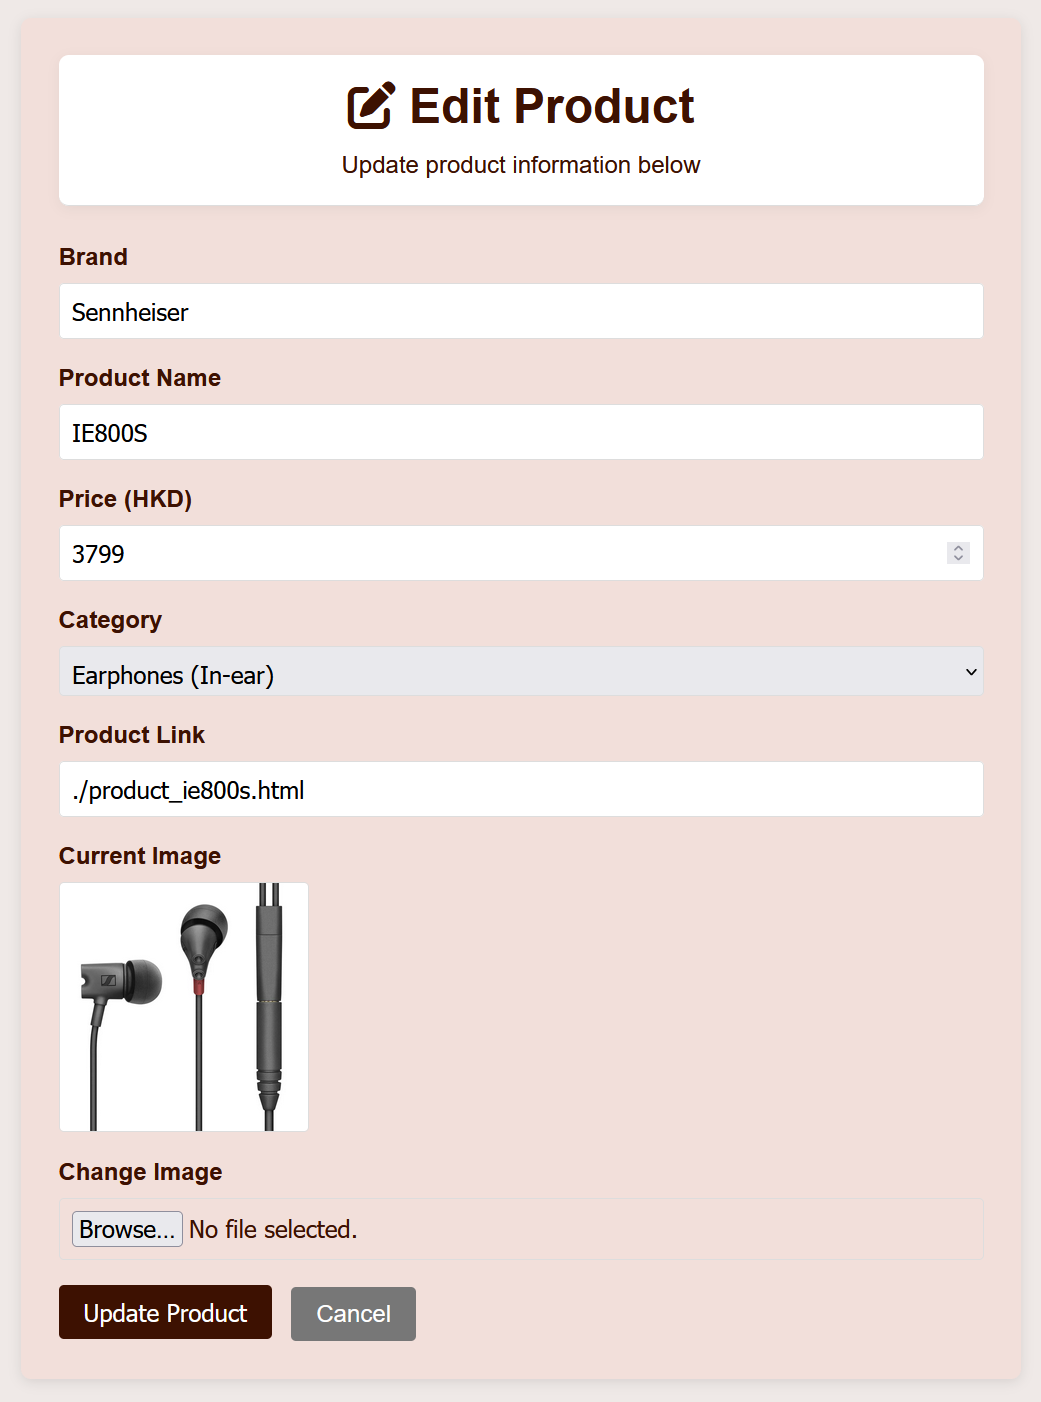 Edit Product
Update product information below
Brand
Sennheiser
Product Name
IE800S
Price (HKD)
3799
Category
Earphones (In-ear)
Product Link
./product_ie800s.html
Current Image
Change Image
Browse... No file selected.
Update Product Cancel